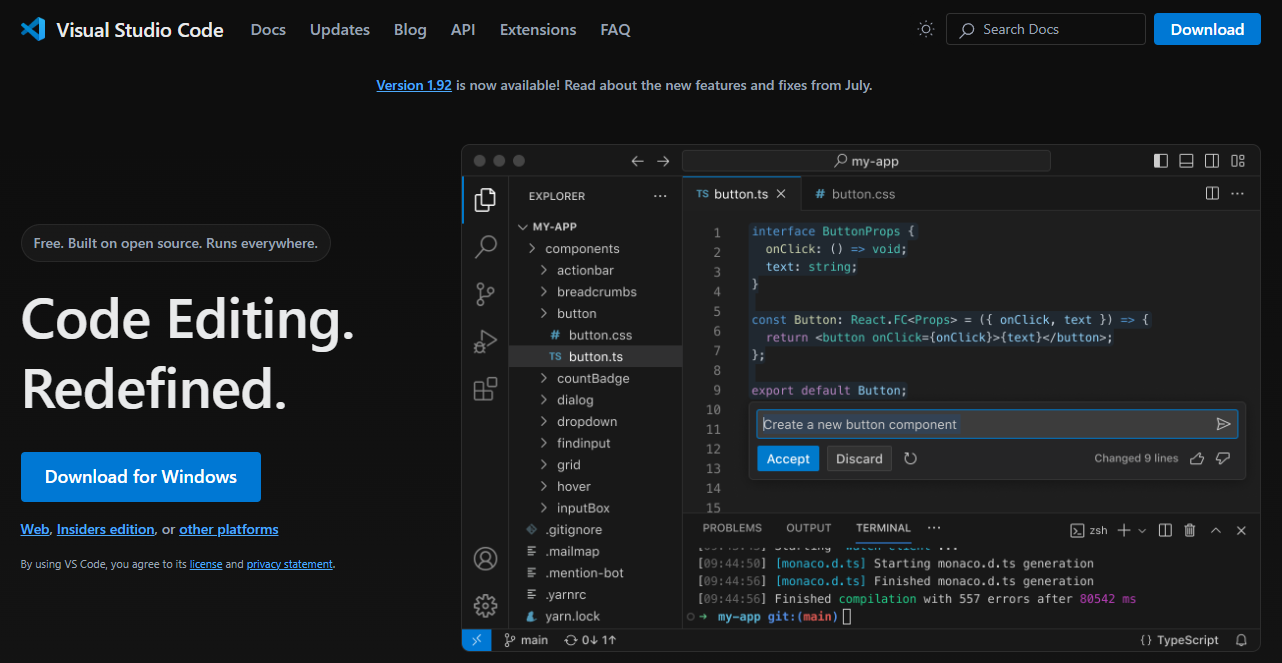 Visual Studio Code Docs Updates Blog API Extensions FAQ Search Docs Download
Version 1.92 is now available! Read about the new features and fixes from July.
Free. Built on open source. Runs everywhere.
Code Editing.
Redefined.
Download for Windows
Web, Insiders edition, or other platforms
By using VS Code, you agree to its license and privacy statement.
my-app
EXPLORER
MY-APP
components
actionbar
breadcrumbs
button
# button.css
TS button.ts
countBadge
dialog
dropdown
findinput
grid
hover
inputBox
.gitignore
.mailmap
.mention-bot
.yarnrc
yarn.lock
TS button.ts # button.css
1 interface ButtonProps {
2 onClick: () => void;
3 text: string;
4 }
5
6 const Button: React.FC<Props> = ({ onClick, text }) => {
7 return <button onClick={onClick}>{text}</button>;
8 };
9
10 export default Button;
11
12
13
14
15
Create a new button component
Accept Discard Changed 9 lines
PROBLEMS OUTPUT TERMINAL ··· zsh
[09:44:50] [monaco.d.ts] Starting monaco.d.ts generation
[09:44:56] [monaco.d.ts] Finished monaco.d.ts generation
[09:44:56] Finished compilation with 557 errors after 80542 ms
my-app git:(main)
main 0↓ 1↑ {} TypeScript